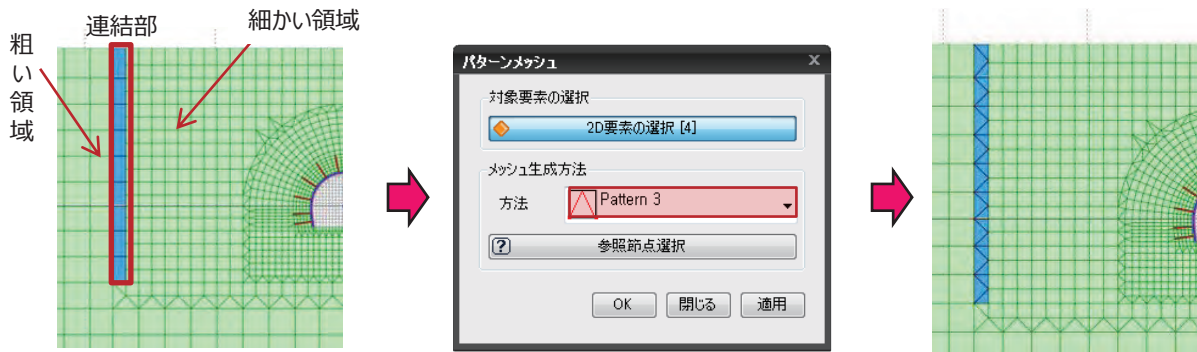 連結部
細かい領域
粗い領域
パターンメッシュ
x
対象要素の選択
2D要素の選択 [4]
メッシュ生成方法
方法
Pattern 3
?
参照節点選択
OK
閉じる
適用